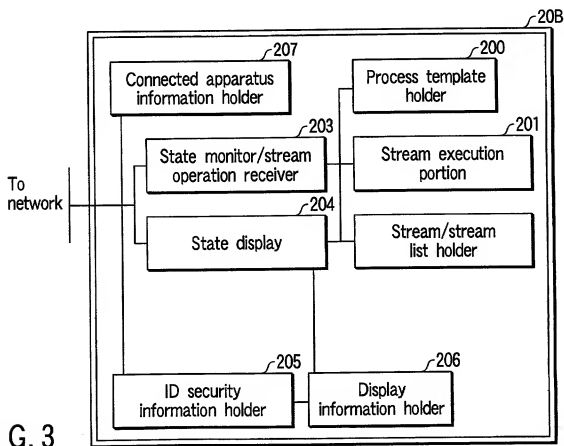 20B
207
Connected apparatus
information holder
200
Process template
holder
203
State monitor/stream
operation receiver
201
Stream execution
portion
To
network
204
State display
Stream/stream
list holder
205
ID security
information holder
206
Display
information holder
G. 3